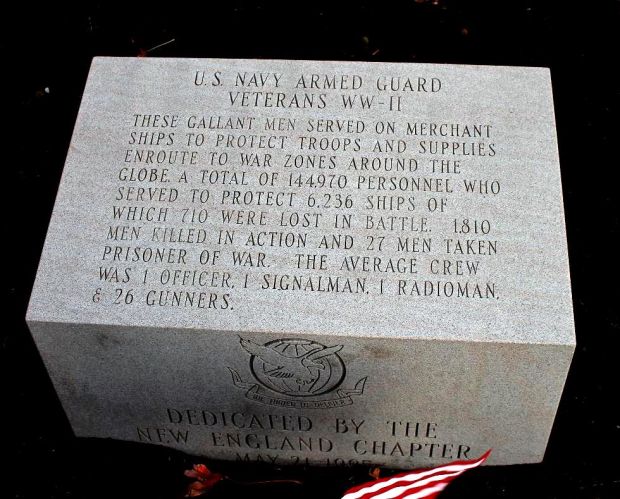 U.S. NAVY ARMED GUARD
VETERANS WW-II
THESE GALLANT MEN SERVED ON MERCHANT
SHIPS TO PROTECT TROOPS AND SUPPLIES
ENROUTE TO WAR ZONES AROUND THE
GLOBE. A TOTAL OF 144,970 PERSONNEL WHO
SERVED TO PROTECT 6,236 SHIPS OF
WHICH 710 WERE LOST IN BATTLE. 1,810
MEN KILLED IN ACTION AND 27 MEN TAKEN
PRISONER OF WAR. THE AVERAGE CREW
WAS 1 OFFICER, 1 SIGNALMAN, 1 RADIOMAN,
& 26 GUNNERS.
DEDICATED BY THE
NEW ENGLAND CHAPTER
MAY 21